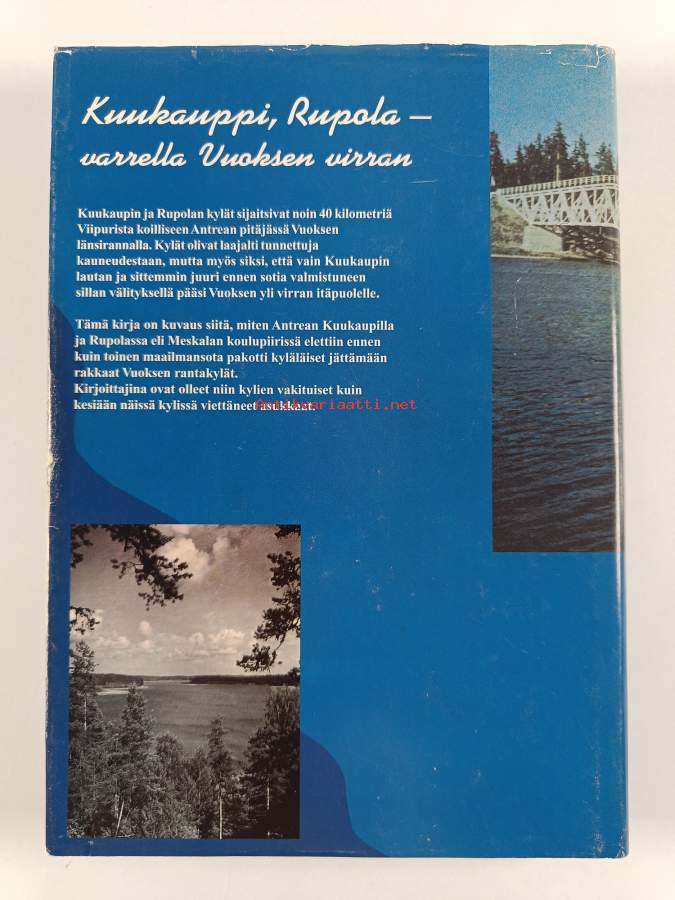 Kuukauppi, Rupola –
varrella Vuoksen virran
Kuukaupin ja Rupolan kylät sijaitsivat noin 40 kilometriä
Viipurista koilliseen Antrean pitäjässä Vuoksen
länsirannalla. Kylät olivat laajalti tunnettuja
kauneudestaan, mutta myös siksi, että vain Kuukaupin
lautan ja sittemmin juuri ennen sotia valmistuneen
sillan välityksellä pääsi Vuoksen yli virran itäpuolelle.
Tämä kirja on kuvaus siitä, miten Antrean Kuukaupilla
ja Rupolassa eli Meskalan koulupiirissä elettiin ennen
kuin toinen maailmansota pakotti kyläläiset jättämään
rakkaat Vuoksen rantakylät.
Kirjoittajina ovat olleet niin kylien vakituiset kuin
kesiään näissä kylissä viettäneet asukkaat.
Antikvariaatti.net